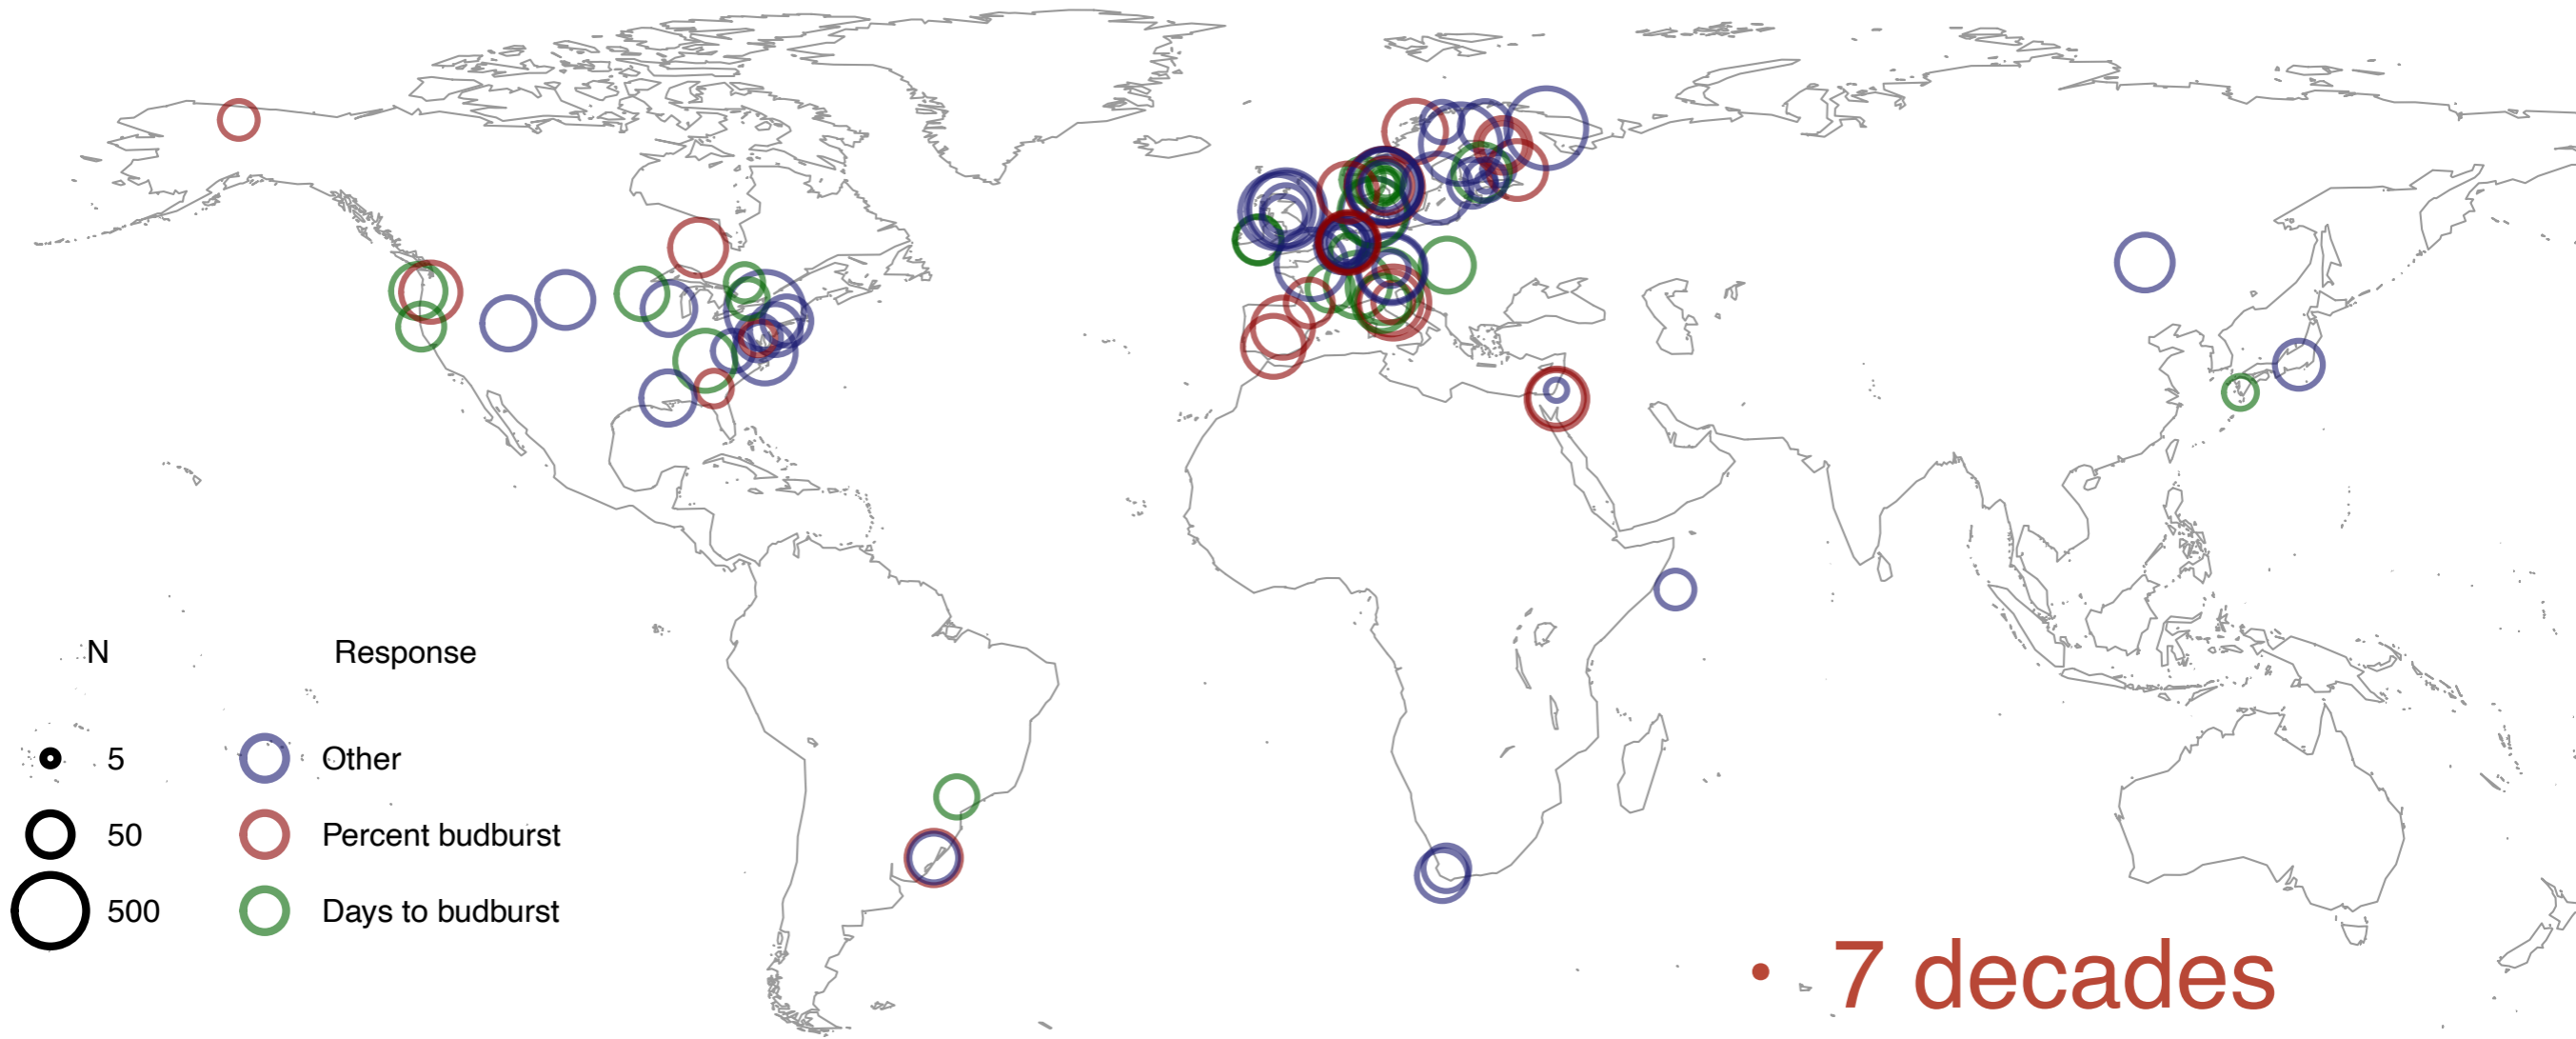 N Response
5 Other
50 Percent budburst
500 Days to budburst
• 7 decades